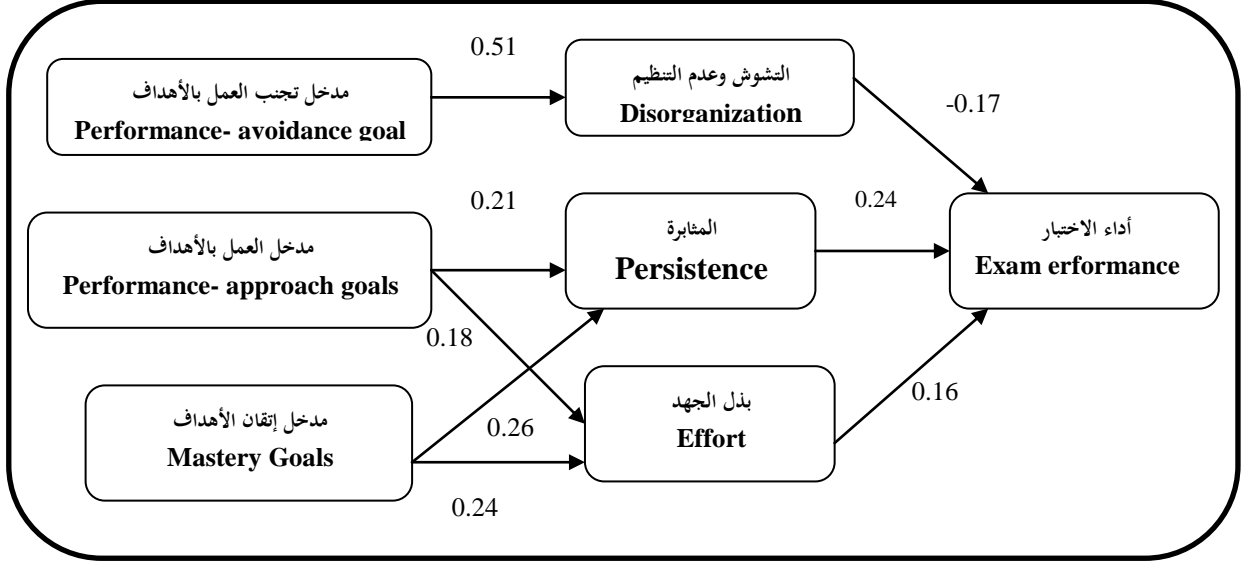 0.51
مدخل تجنب العمل بالأهداف
Performance- avoidance goal
التشوش وعدم التنظيم
Disorganization
-0.17
0.21
مدخل العمل بالأهداف
Performance- approach goals
المثابرة
Persistence
0.24
أداء الاختبار
Exam erformance
0.18
مدخل إتقان الأهداف
Mastery Goals
0.26
بذل الجهد
Effort
0.16
0.24